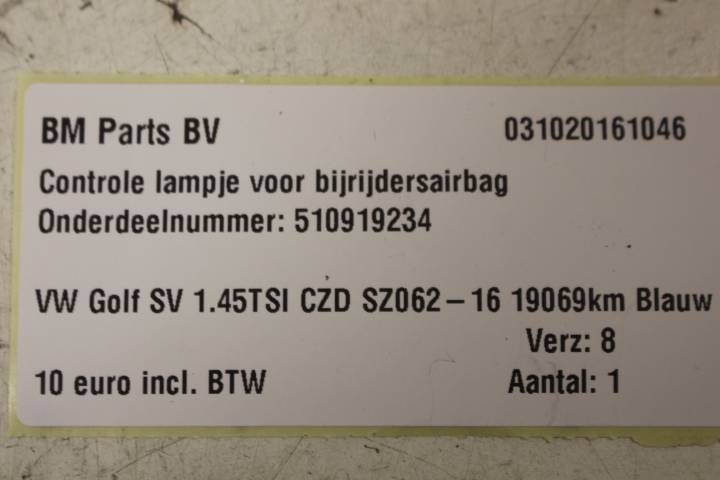 BM Parts BV 031020161046
Controle lampje voor bijrijdersairbag
Onderdeelnummer: 510919234
VW Golf SV 1.45TSI CZD SZ062-16 19069km Blauw
Verz: 8
10 euro incl. BTW Aantal: 1